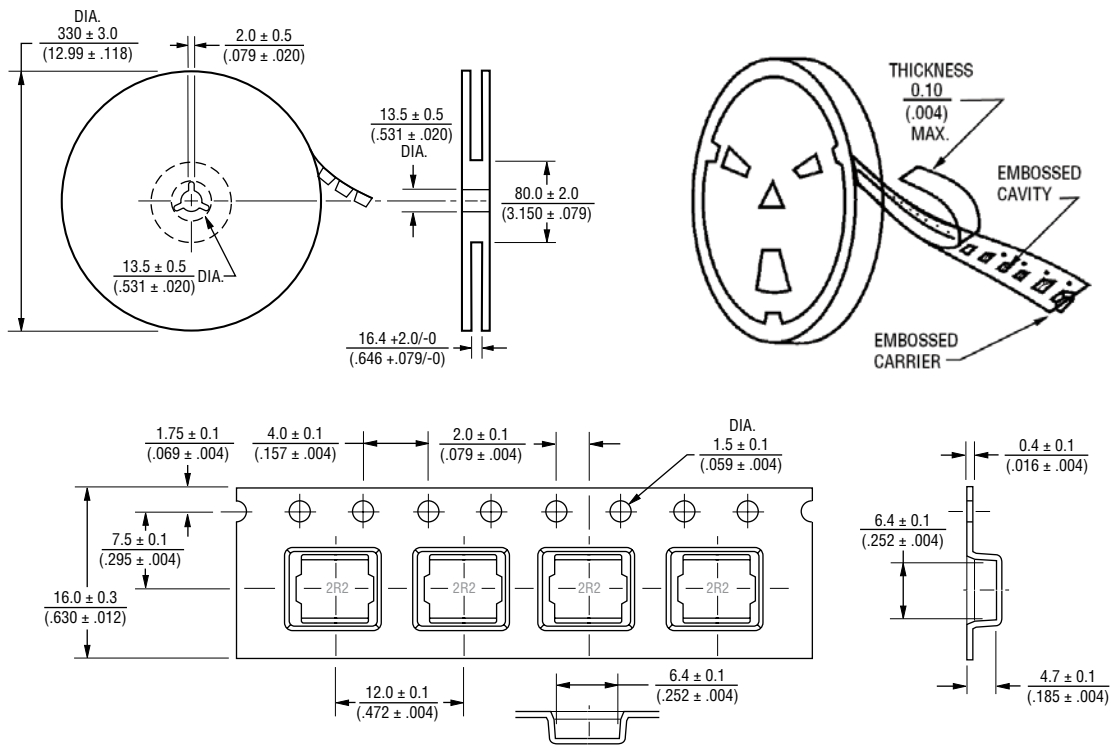 DIA.
330 ± 3.0
(12.99 ± .118)
2.0 ± 0.5
(.079 ± .020)
13.5 ± 0.5
(.531 ± .020)
DIA.
80.0 ± 2.0
(3.150 ± .079)
13.5 ± 0.5
(.531 ± .020)
DIA.
16.4 +2.0/-0
(.646 +.079/-0)
THICKNESS
0.10
(.004)
MAX.
EMBOSSED
CAVITY
EMBOSSED
CARRIER
1.75 ± 0.1
(.069 ± .004)
4.0 ± 0.1
(.157 ± .004)
2.0 ± 0.1
(.079 ± .004)
DIA.
1.5 ± 0.1
(.059 ± .004)
0.4 ± 0.1
(.016 ± .004)
7.5 ± 0.1
(.295 ± .004)
16.0 ± 0.3
(.630 ± .012)
2R2 2R2 2R2 2R2
6.4 ± 0.1
(.252 ± .004)
12.0 ± 0.1
(.472 ± .004)
6.4 ± 0.1
(.252 ± .004)
4.7 ± 0.1
(.185 ± .004)